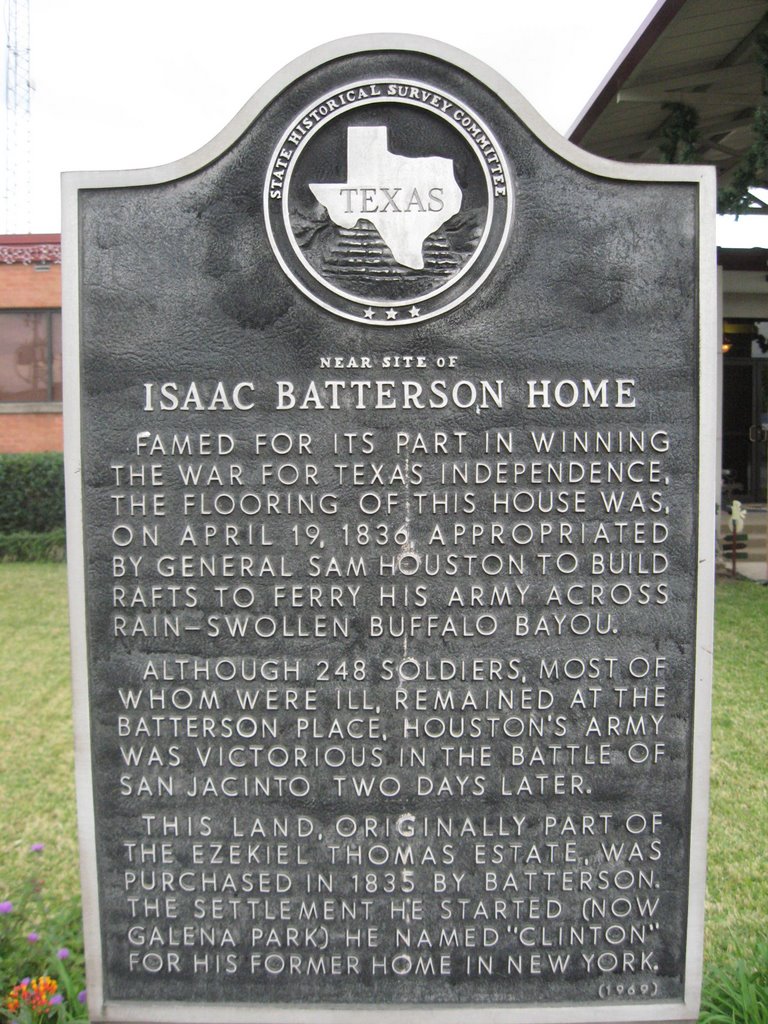 STATE HISTORICAL SURVEY COMMITTEE
TEXAS
NEAR SITE OF
ISAAC BATTERSON HOME
FAMED FOR ITS PART IN WINNING
THE WAR FOR TEXAS INDEPENDENCE,
THE FLOORING OF THIS HOUSE WAS,
ON APRIL 19, 1836, APPROPRIATED
BY GENERAL SAM HOUSTON TO BUILD
RAFTS TO FERRY HIS ARMY ACROSS
RAIN-SWOLLEN BUFFALO BAYOU.
ALTHOUGH 248 SOLDIERS, MOST OF
WHOM WERE ILL, REMAINED AT THE
BATTERSON PLACE, HOUSTON'S ARMY
WAS VICTORIOUS IN THE BATTLE OF
SAN JACINTO TWO DAYS LATER.
THIS LAND, ORIGINALLY PART OF
THE EZEKIEL THOMAS ESTATE, WAS
PURCHASED IN 1835 BY BATTERSON.
THE SETTLEMENT HE STARTED (NOW
GALENA PARK) HE NAMED "CLINTON"
FOR HIS FORMER HOME IN NEW YORK.
(1969)